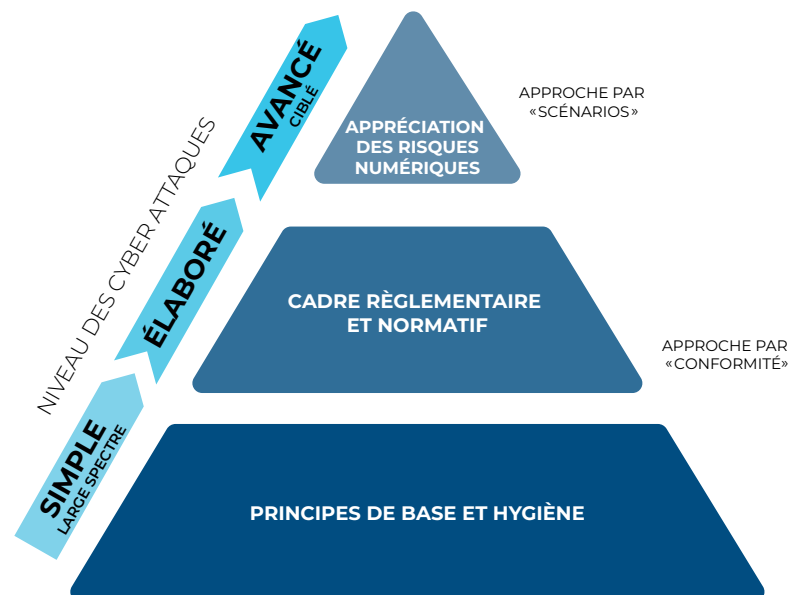 AVANCÉ
CIBLÉ
APPRÉCIATION
DES RISQUES
NUMÉRIQUES
APPROCHE PAR
«SCÉNARIOS»
NIVEAU DES CYBER ATTAQUES
ÉLABORÉ
CADRE RÈGLEMENTAIRE
ET NORMATIF
APPROCHE PAR
«CONFORMITÉ»
SIMPLE
LARGE SPECTRE
PRINCIPES DE BASE ET HYGIÈNE